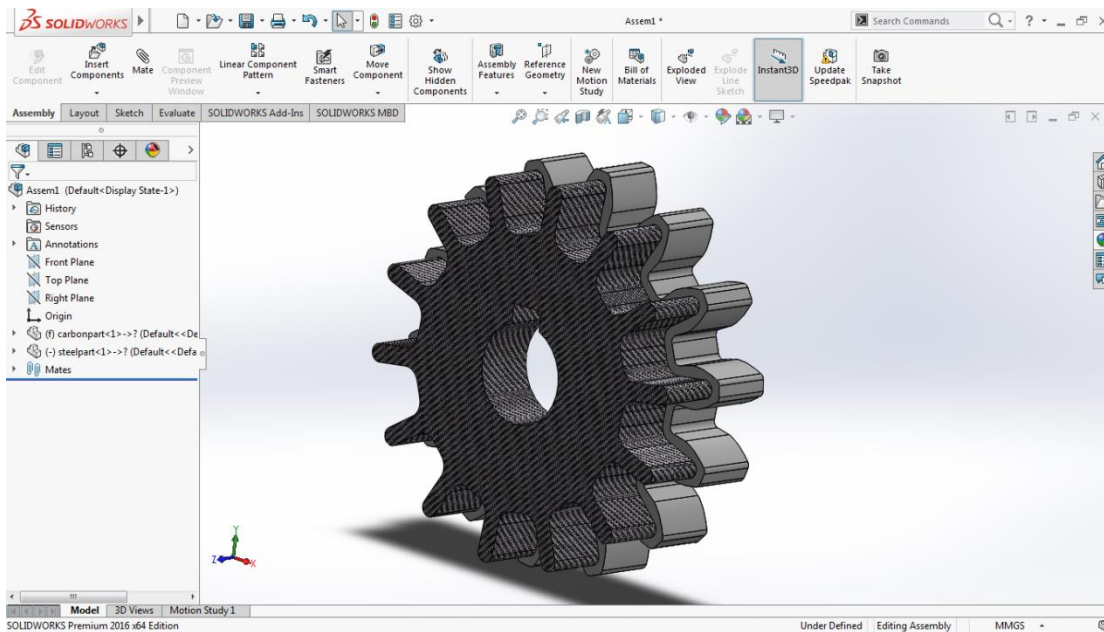 SOLIDWORKS
Assem1 *
Search Commands
Edit Component
Insert Components
Mate
Component Preview Window
Linear Component Pattern
Smart Fasteners
Move Component
Show Hidden Components
Assembly Features
Reference Geometry
New Motion Study
Bill of Materials
Exploded View
Explode Line Sketch
Instant3D
Update Speedpak
Take Snapshot
Assembly Layout Sketch Evaluate SOLIDWORKS Add-Ins SOLIDWORKS MBD
Assem1 (Default<Display State-1>)
History
Sensors
Annotations
Front Plane
Top Plane
Right Plane
Origin
(f) carbonpart<1>->? (Default<<De
(-) steelpart<1>->? (Default<<Defa
Mates
Y
Z
X
Model 3D Views Motion Study 1
SOLIDWORKS Premium 2016 x64 Edition
Under Defined Editing Assembly MMGS